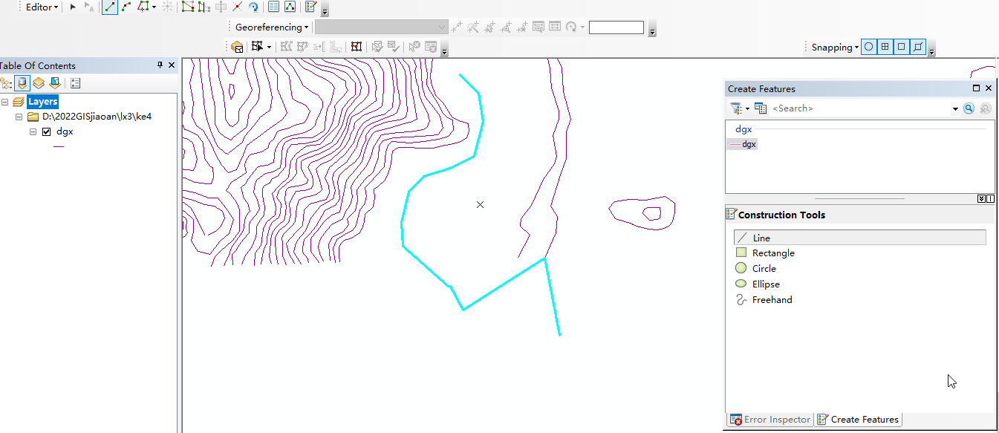 Editor
Georeferencing
Snapping
Table Of Contents
Layers
D:\2022GISjiaoan\lx3\ke4
dgx
Create Features
<Search>
dgx
dgx
Construction Tools
Line
Rectangle
Circle
Ellipse
Freehand
Error Inspector
Create Features